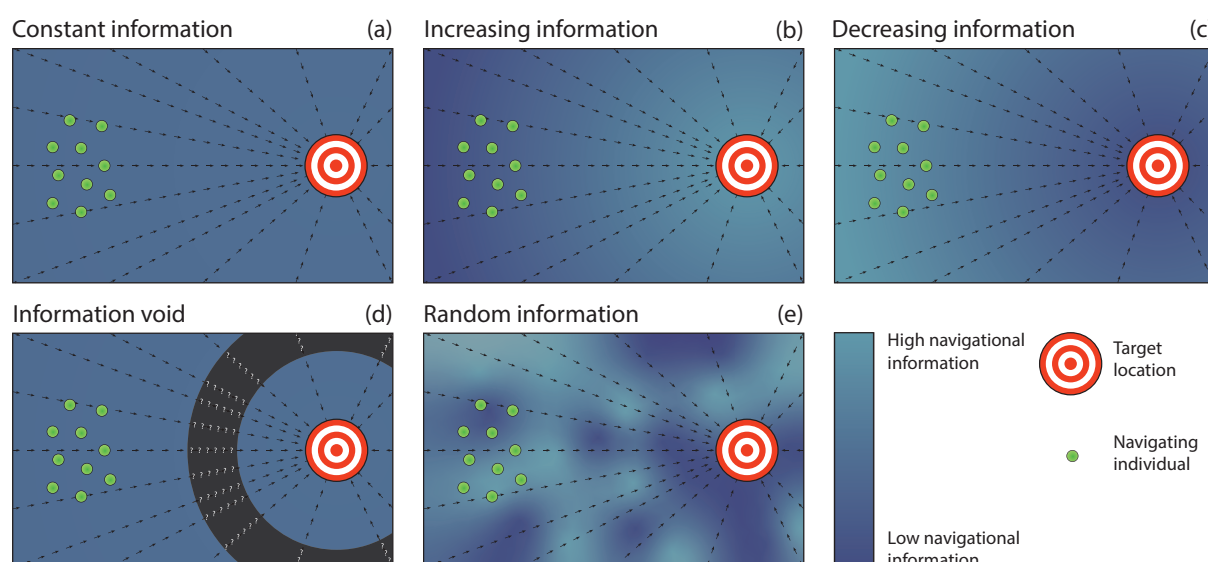 Constant information (a)
Increasing information (b)
Decreasing information (c
Information void (d)
? ? ? ? ? ? ? ?
Random information (e)
High navigational
information
Target
location
Navigating
individual
Low navigational
information